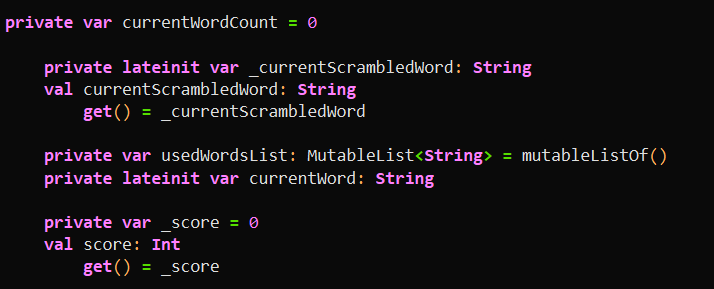 private var currentWordCount = 0
private lateinit var _currentScrambledWord: String
val currentScrambledWord: String
get() = _currentScrambledWord
private var usedWordsList: MutableList<String> = mutableListOf()
private lateinit var currentWord: String
private var _score = 0
val score: Int
get() = _score